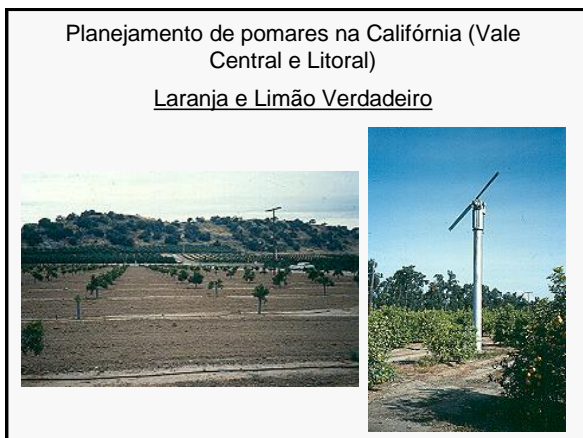 Planejamento de pomares na Califórnia (Vale
Central e Litoral)
Laranja e Limão Verdadeiro